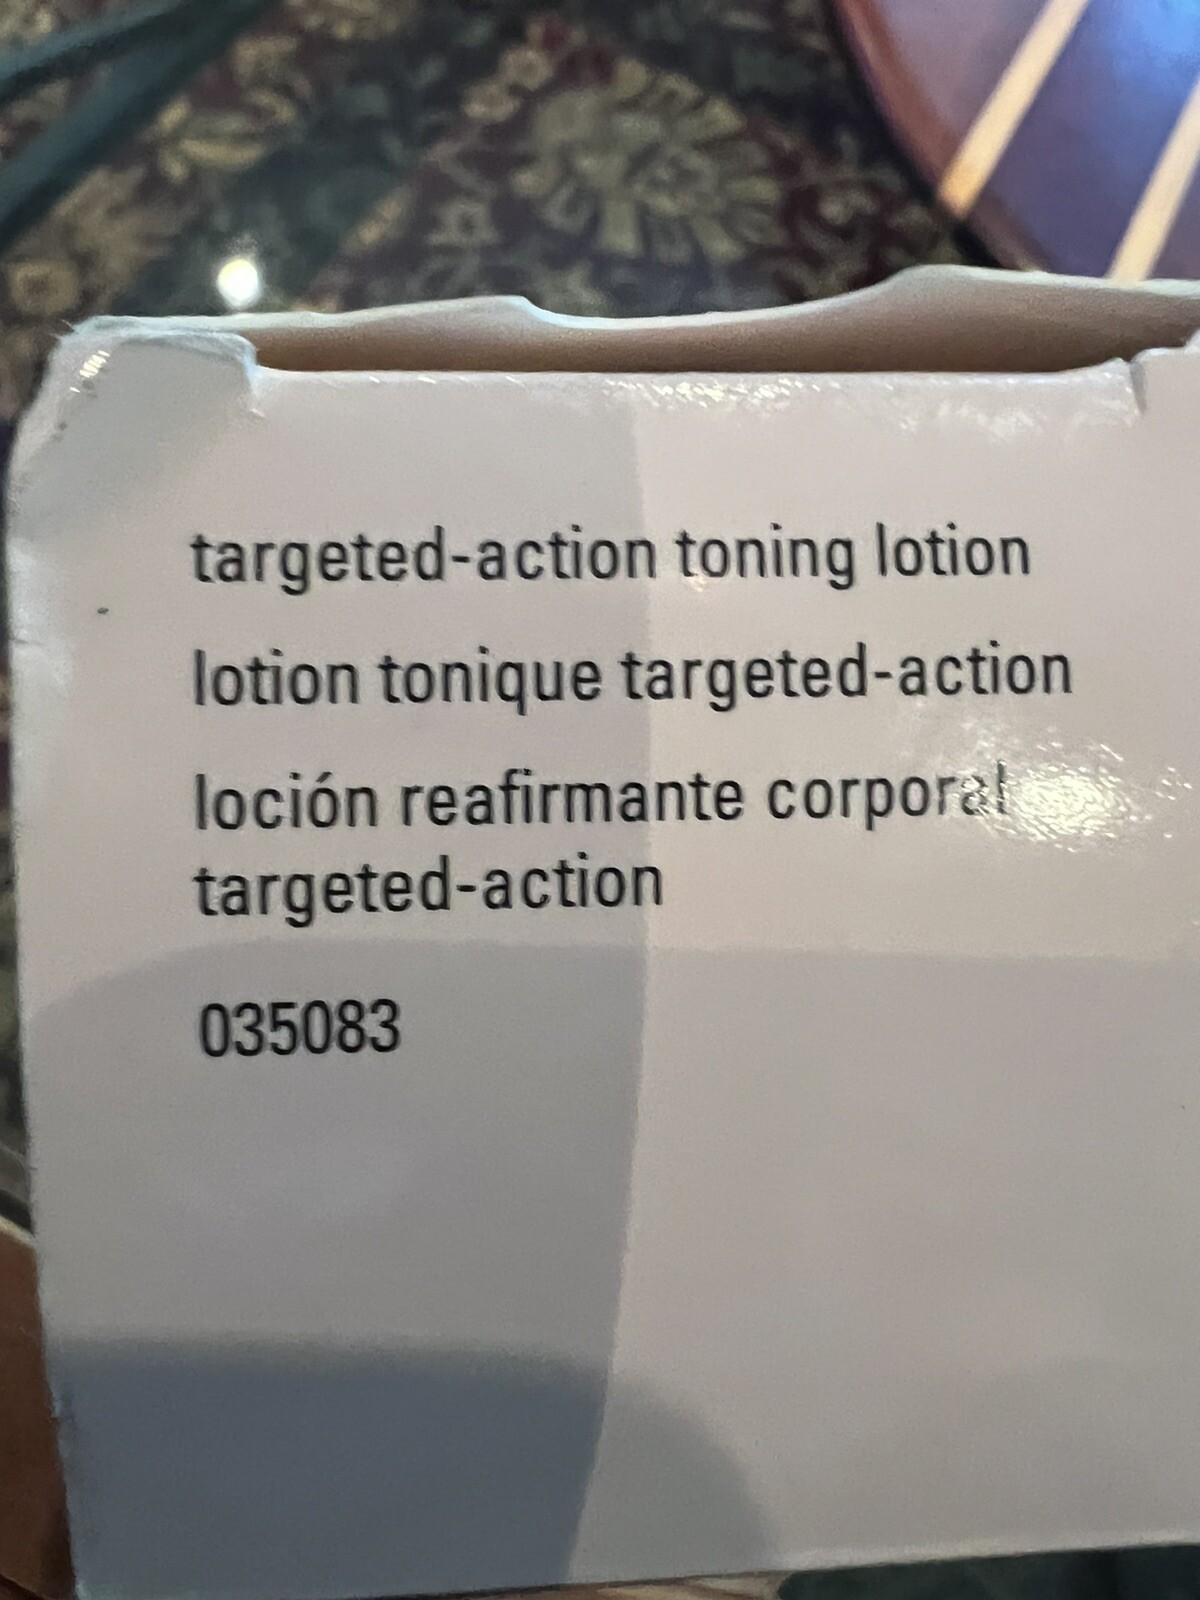 targeted-action toning lotion
lotion tonique targeted-action
loción reafirmante corporal
targeted-action
035083